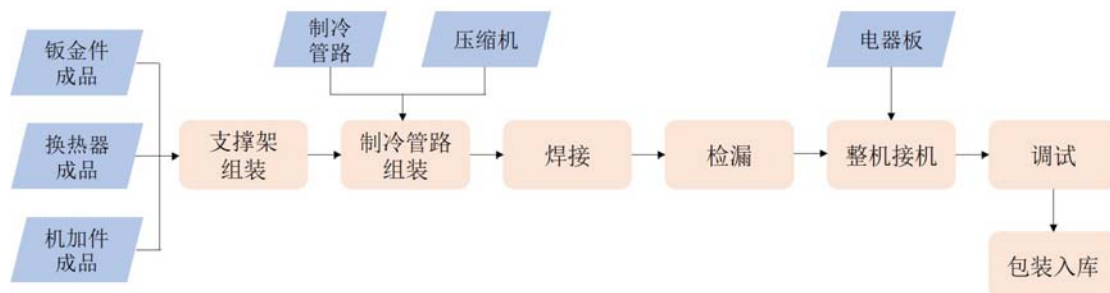 制冷
管路
压缩机
电器板
钣金件
成品
换热器
成品
机加件
成品
支撑架
组装
制冷管路
组装
焊接
检漏
整机接机
调试
包装入库